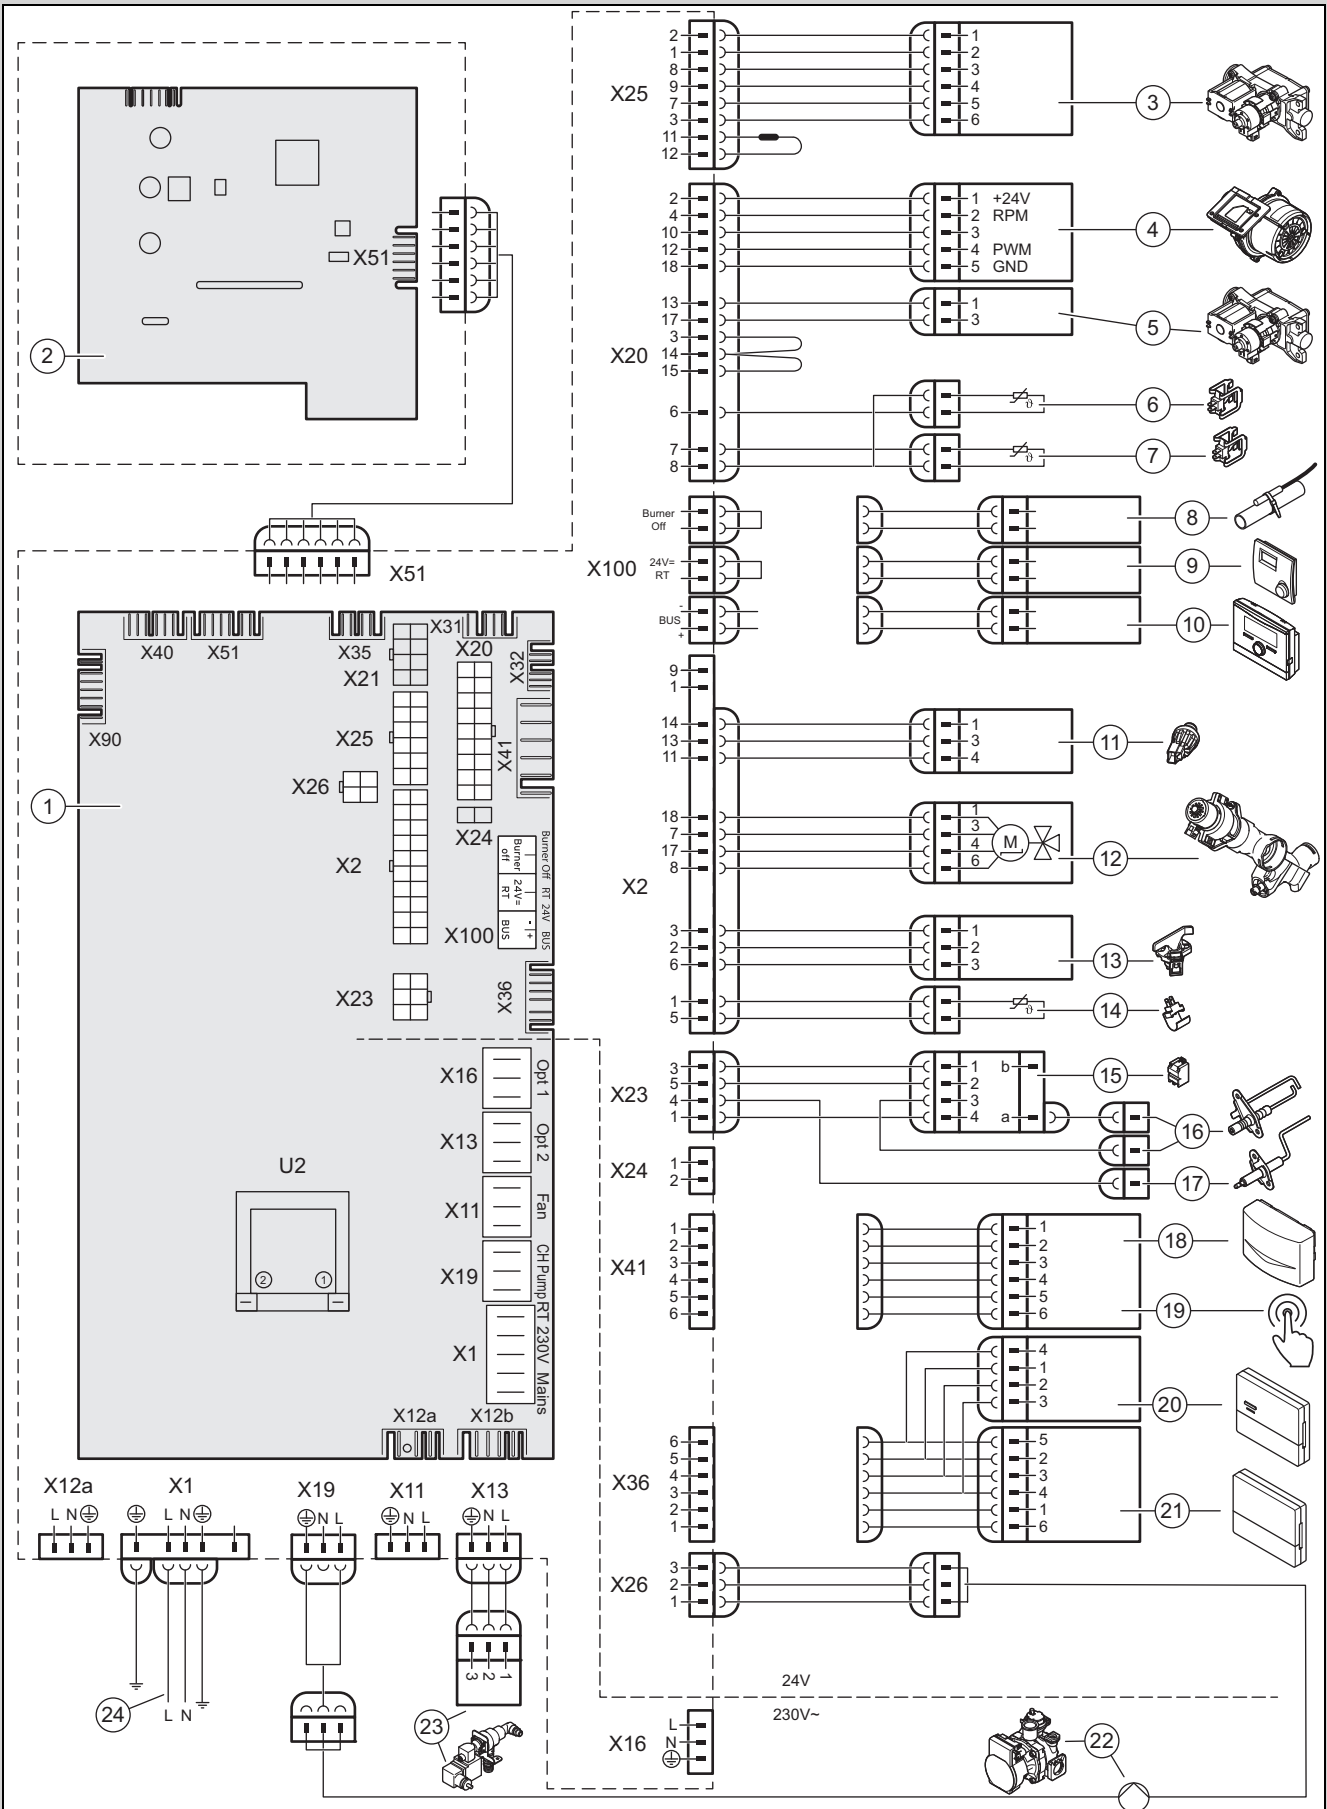 X25
2
1
8
9
7
3
11
12
1
2
3
4
5
6
3
X51
2
X20
2
4
10
12
18
1 +24V
2 RPM
3
4 PWM
5 GND
4
13
17
3
14
15
1
3
5
6
6
7
8
7
X51
X100
Burner
Off
24V=
RT
-
BUS
+
8
9
10
X40
X51
X35
X31
X21
X20
X32
X90
X25
X41
X26
X24
X2
Burner
off
24V=
RT
- | +
BUS
Burner Off RT 24V BUS
X100
X23
X36
1
X16
Opt 1
X13
Opt 2
X11
Fan
X19
CH Pump
X1
RT 230V Mains
U2
2
1
X12a
X12b
X2
9
1
14
13
11
1
3
4
11
18
7
17
8
1
3
4
6
M
12
3
2
6
1
2
3
13
1
5
ϑ
14
X23
3
5
4
1
1
2
3
4
b
a
15
16
17
X24
1
2
X41
1
2
3
4
5
6
1
2
3
4
5
6
18
19
X36
6
5
4
3
2
1
4
1
2
3
20
5
2
3
4
1
6
21
X26
3
2
1
24V
230V~
X16
L
N
22
X12a
L N
X1
L N
X19
N L
X11
N L
X13
N L
3 2 1
24
L N
23
ϑ
ϑ